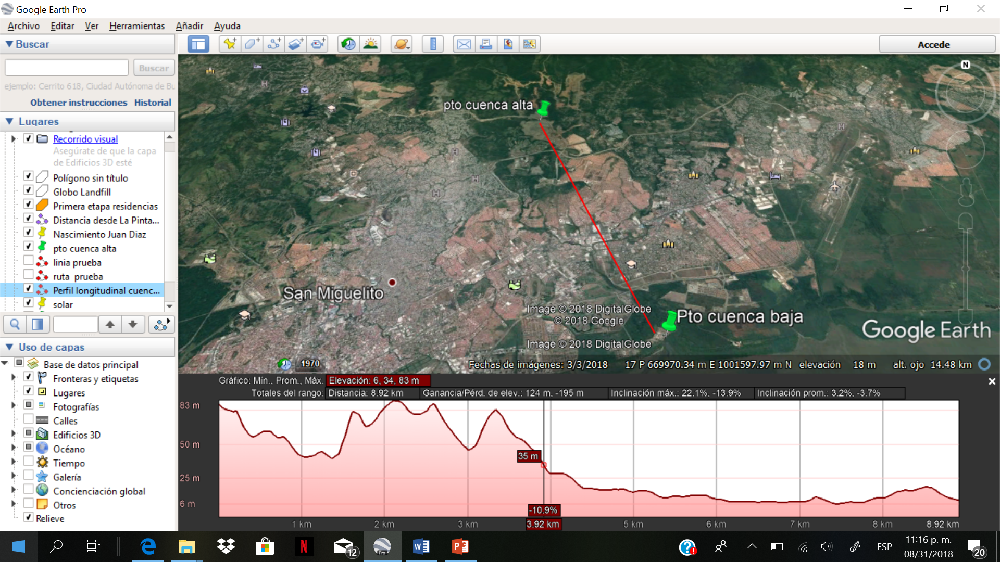 Google Earth Pro
Archivo Editar Ver Herramientas Añadir Ayuda
Buscar
Accede
Buscar
ejemplo: Cerrito 618, Ciudad Autónoma de Bu
Obtener instrucciones Historial
Lugares
Recorrido visual
Asegúrate de que la capa
de Edificios 3D esté
Polígono sin título
Globo Landfill
Primera etapa residencias
Distancia desde La Pinta...
Nascimiento Juan Diaz
pto cuenca alta
linia prueba
ruta prueba
Perfil longitudinal cuenc...
solar
Uso de capas
Base de datos principal
Fronteras y etiquetas
Lugares
Fotografías
Calles
Edificios 3D
Océano
Tiempo
Galería
Concienciación global
Otros
Relieve
N
pto cuenca alta
San Miguelito
Image © 2018 DigitalGlobe
© 2018 Google
Pto cuenca baja
Image © 2018 DigitalGlobe
Google Earth
1970
Fechas de imágenes: 3/3/2018 17 P 669970.34 m E 1001597.97 m N elevación 18 m alt. ojo 14.48 km
Gráfico: Mín., Prom., Máx. Elevación: 6, 34, 83 m
Totales del rango: Distancia: 8.92 km Ganancia/Pérd. de elev.: 124 m, -195 m Inclinación máx.: 22.1%, -13.9% Inclinación prom.: 3.2%, -3.7%
83 m
50 m
35 m
25 m
6 m
-10.9%
1 km 2 km 3 km 3.92 km 5 km 6 km 7 km 8 km 8.92 km
Pro
12
ESP
11:16 p. m.
08/31/2018
20